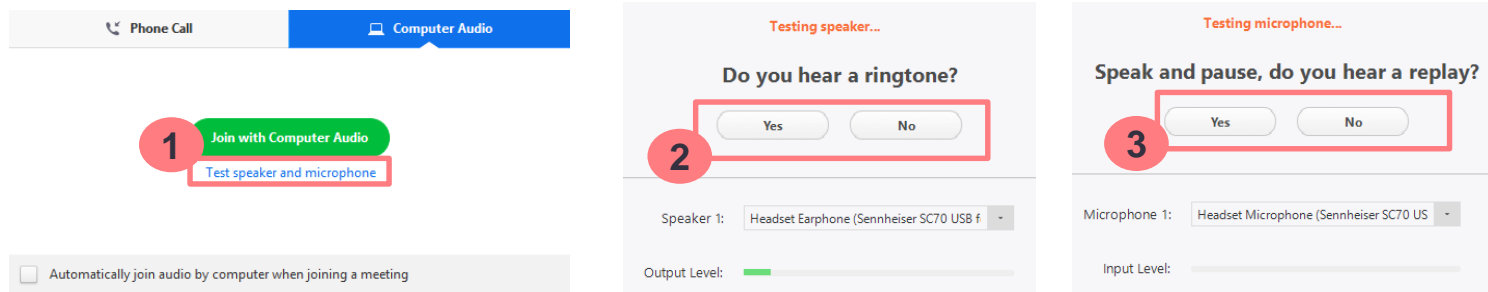 Phone Call
Computer Audio
1
Join with Computer Audio
Test speaker and microphone
Automatically join audio by computer when joining a meeting
Testing speaker...
Do you hear a ringtone?
2
Yes
No
Speaker 1:
Headset Earphone (Sennheiser SC70 USB f
Output Level:
Testing microphone...
Speak and pause, do you hear a replay?
3
Yes
No
Microphone 1:
Headset Microphone (Sennheiser SC70 US
Input Level: